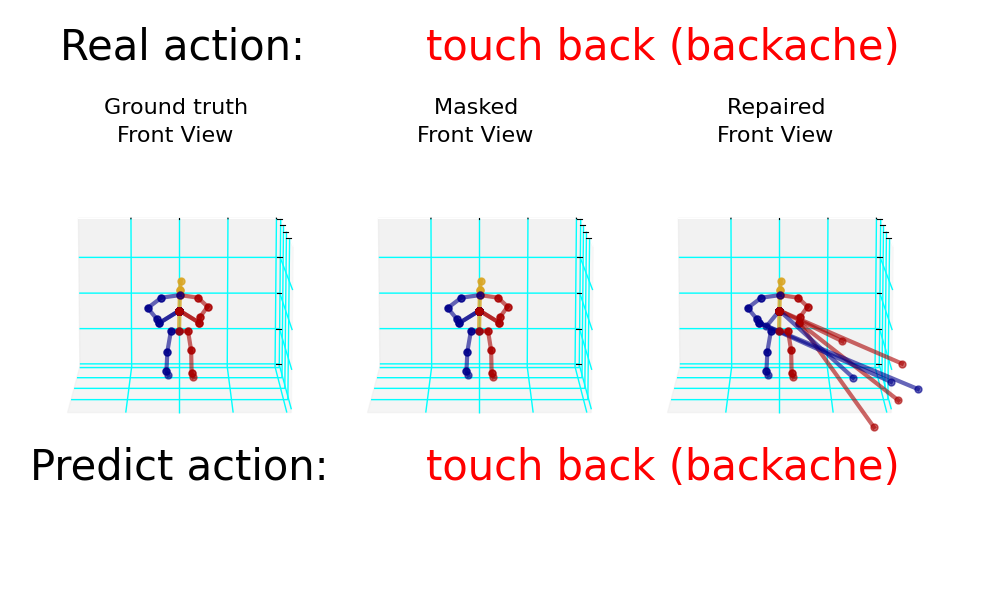 Real action: touch back (backache)
Ground truth
Front View
Masked
Front View
Repaired
Front View
Predict action: touch back (backache)